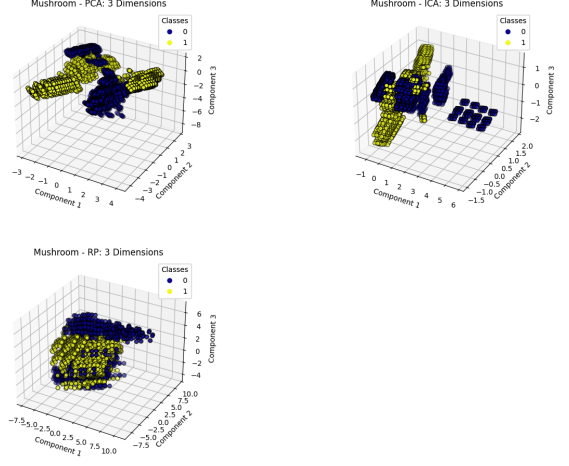 Mushroom - PCA: 3 Dimensions
Classes
0
1
2
0
−2
−4
−6
−8
Component 3
−3 −2 −1 0 1 2 3 4
Component 1
−4 −3 −2 −1 0 1 2 3
Component 2
Mushroom - ICA: 3 Dimensions
Classes
0
1
1
0
−1
−2
Component 3
−1 0 1 2 3 4 5 6
Component 1
−1.5 −1.0 −0.5 0.0 0.5 1.0 1.5 2.0
Component 2
Mushroom - RP: 3 Dimensions
Classes
0
1
6
4
2
0
−2
−4
Component 3
−7.5 −5.0 −2.5 0.0 2.5 5.0 7.5 10.0
Component 1
−7.5 −5.0 −2.5 0.0 2.5 5.0 7.5 10.0
Component 2